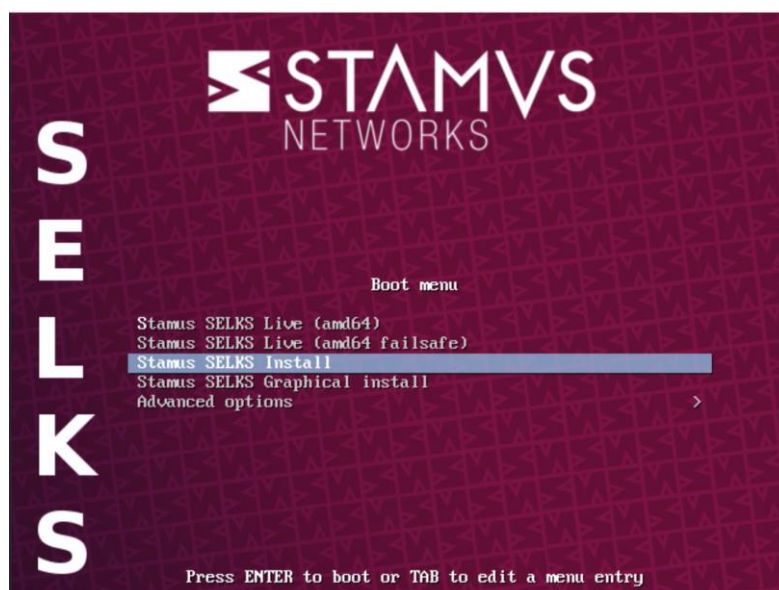 STAMVS
NETWORKS
SELKS
Boot menu
Stamus SELKS Live (amd64)
Stamus SELKS Live (amd64 failsafe)
Stamus SELKS Install
Stamus SELKS Graphical install
Advanced options >
Press ENTER to boot or TAB to edit a menu entry